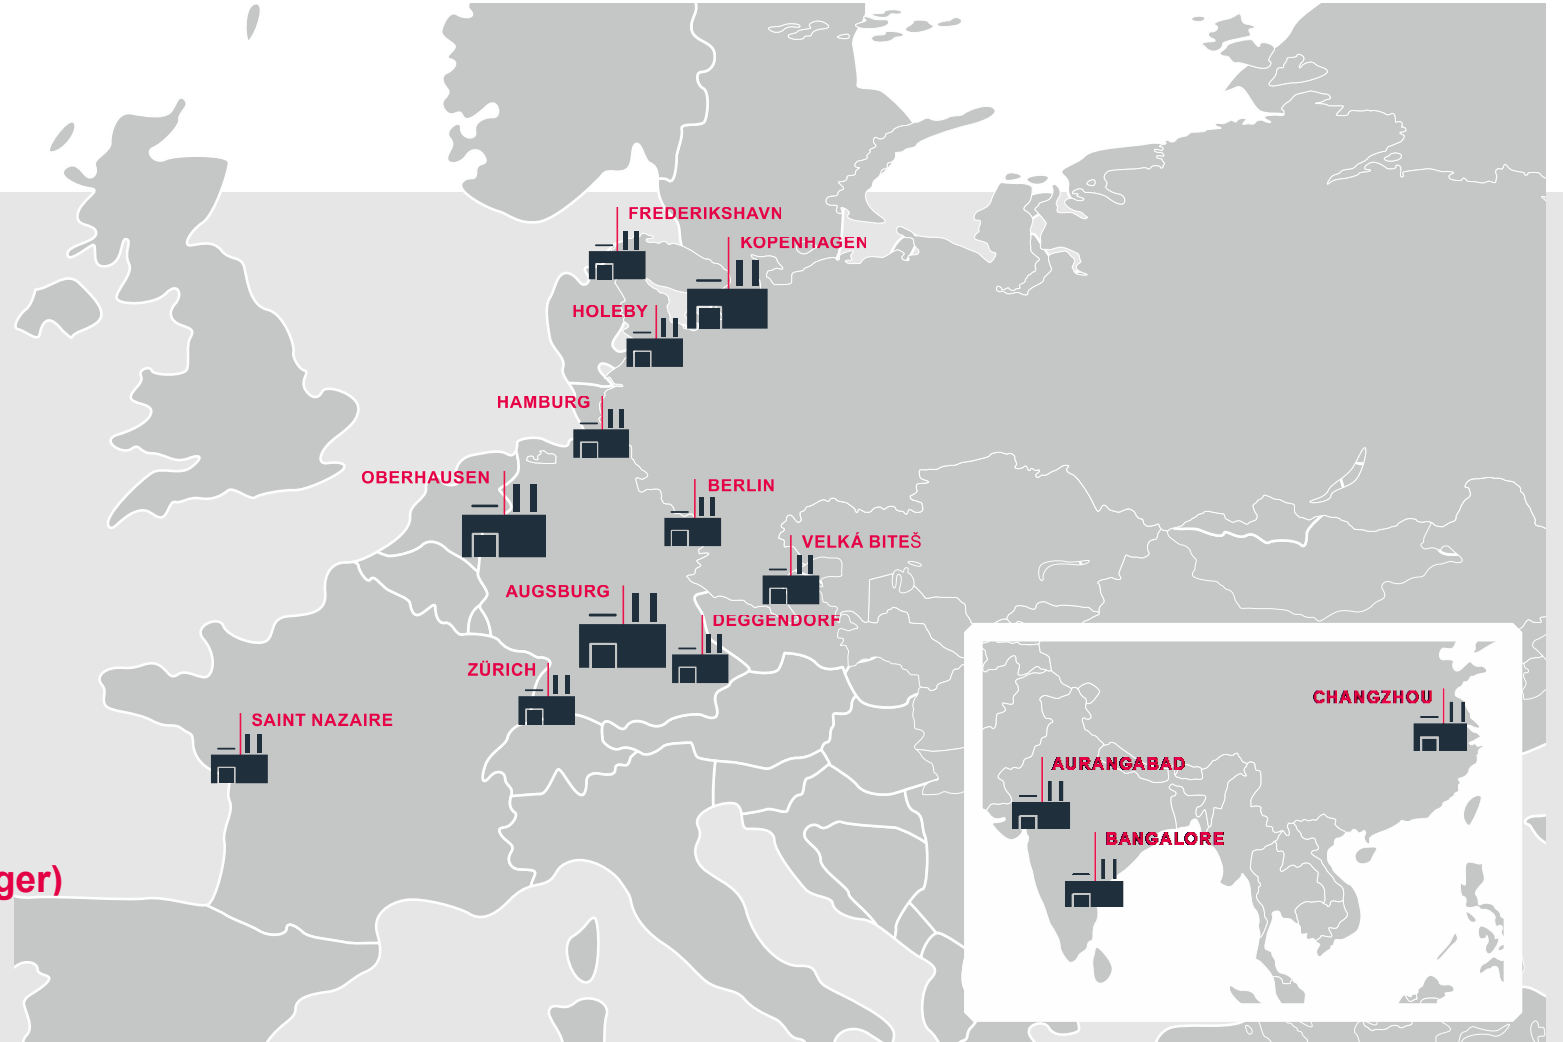 FREDERIKSHAVN
KOPENHAGEN
HOLEBY
HAMBURG
OBERHAUSEN
BERLIN
VELKÁ BITEŠ
AUGSBURG
DEGGENDORF
ZÜRICH
SAINT NAZAIRE
CHANGZHOU
AURANGABAD
BANGALORE
ger)